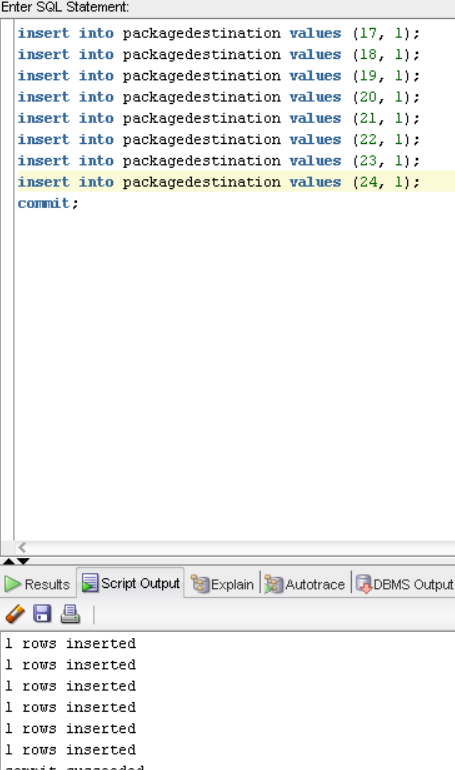 Enter SQL Statement:
insert into packagedestination values (17, 1);
insert into packagedestination values (18, 1);
insert into packagedestination values (19, 1);
insert into packagedestination values (20, 1);
insert into packagedestination values (21, 1);
insert into packagedestination values (22, 1);
insert into packagedestination values (23, 1);
insert into packagedestination values (24, 1);
commit;
Results Script Output Explain Autotrace DBMS Output
1 rows inserted
1 rows inserted
1 rows inserted
1 rows inserted
1 rows inserted
1 rows inserted
commit succeeded